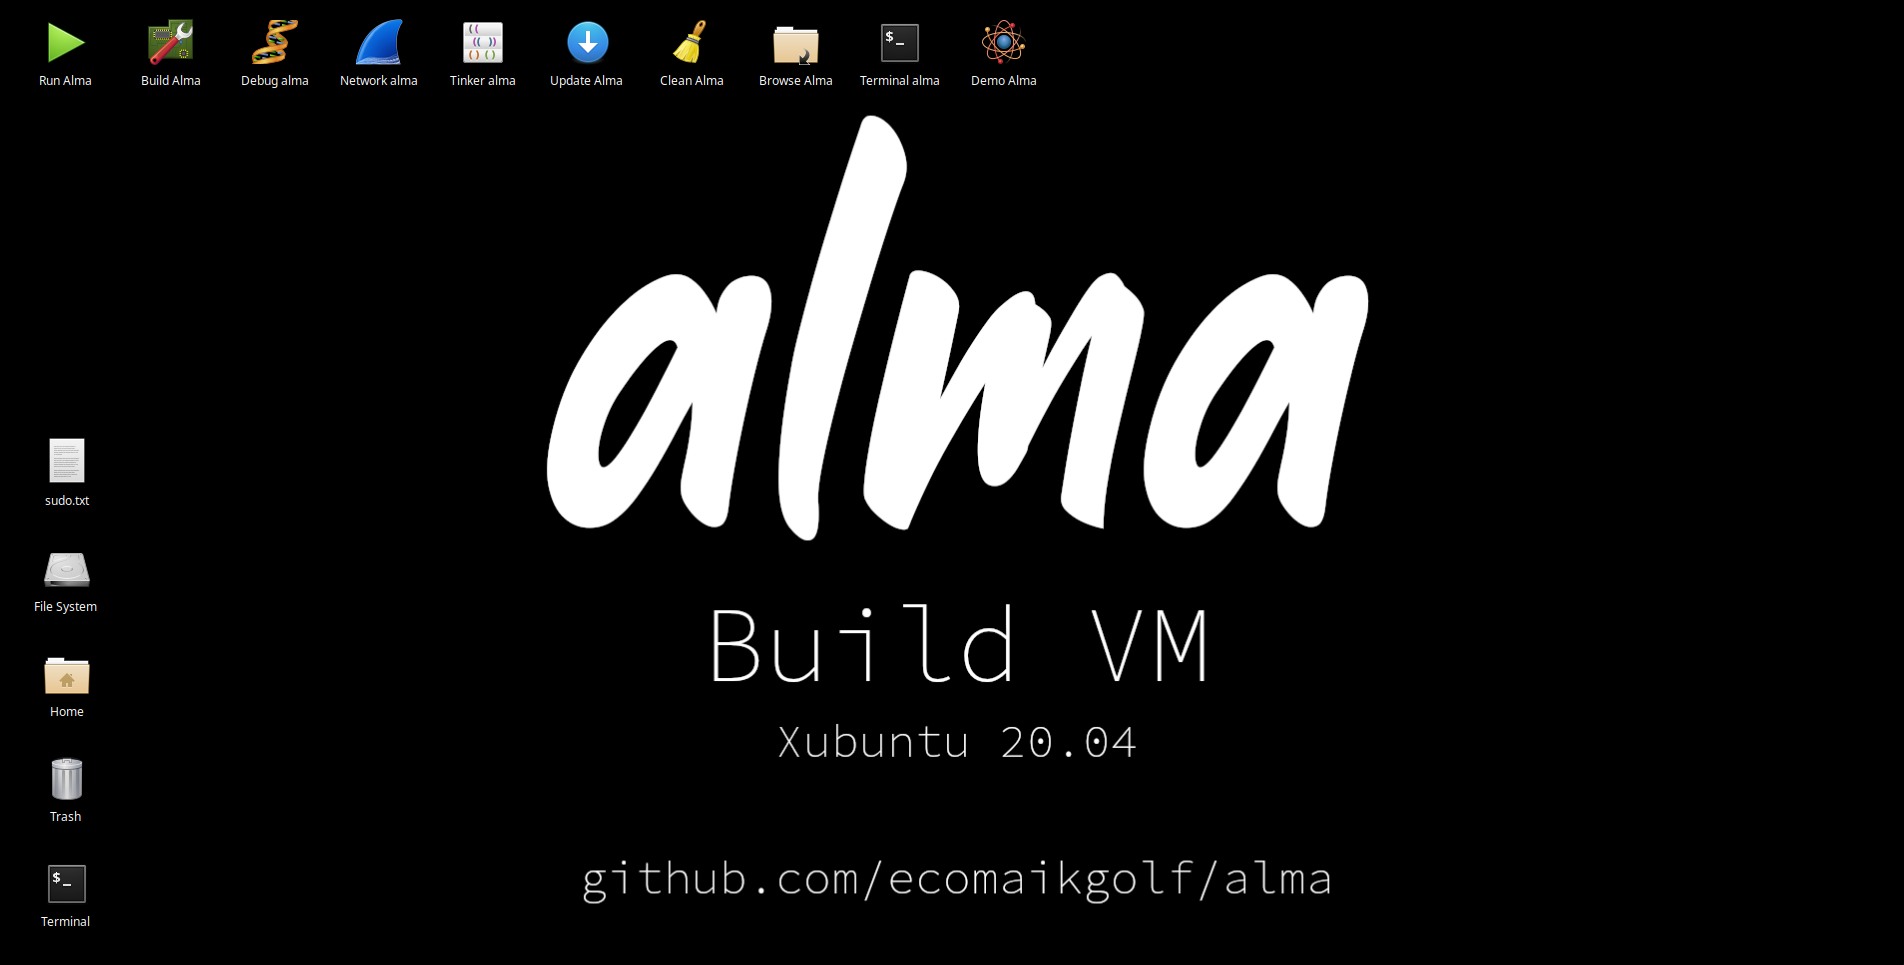 Run Alma
Build Alma
Debug alma
Network alma
Tinker alma
Update Alma
Clean Alma
Browse Alma
$_
Terminal alma
Demo Alma
alma
sudo.txt
File System
Build VM
Home
Xubuntu 20.04
Trash
github.com/ecomaikgolf/alma
$_
Terminal